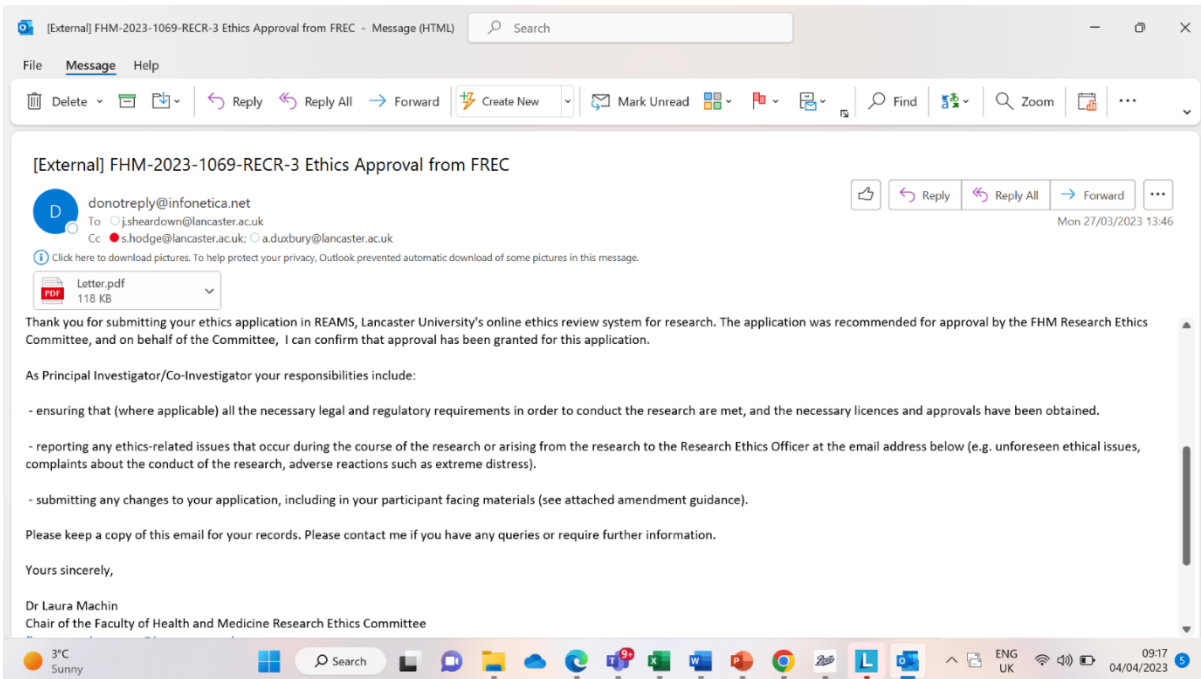 [External] FHM-2023-1069-RECR-3 Ethics Approval from FREC - Message (HTML)
Search
File Message Help
Delete Reply Reply All Forward Create New Mark Unread Find Zoom
[External] FHM-2023-1069-RECR-3 Ethics Approval from FREC
D
donotreply@infonetica.net
Reply Reply All Forward
To j.sheardown@lancaster.ac.uk
Mon 27/03/2023 13:46
Cc s.hodge@lancaster.ac.uk; a.duxbury@lancaster.ac.uk
Click here to download pictures. To help protect your privacy, Outlook prevented automatic download of some pictures in this message.
PDF
Letter.pdf
118 KB
Thank you for submitting your ethics application in REAMS, Lancaster University's online ethics review system for research. The application was recommended for approval by the FHM Research Ethics
Committee, and on behalf of the Committee, I can confirm that approval has been granted for this application.
As Principal Investigator/Co-Investigator your responsibilities include:
- ensuring that (where applicable) all the necessary legal and regulatory requirements in order to conduct the research are met, and the necessary licences and approvals have been obtained.
- reporting any ethics-related issues that occur during the course of the research or arising from the research to the Research Ethics Officer at the email address below (e.g. unforeseen ethical issues,
complaints about the conduct of the research, adverse reactions such as extreme distress).
- submitting any changes to your application, including in your participant facing materials (see attached amendment guidance).
Please keep a copy of this email for your records. Please contact me if you have any queries or require further information.
Yours sincerely,
Dr Laura Machin
Chair of the Faculty of Health and Medicine Research Ethics Committee
3°C
Sunny
Search
9+
Boots
L
ENG
UK
09:17
04/04/2023
5